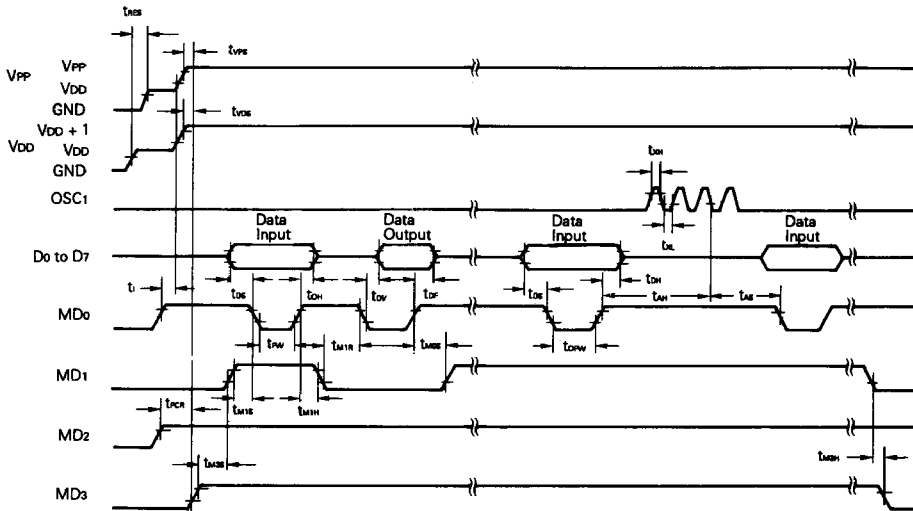 tRES
tVPS
VPP
VPP
VDD
GND
tVDS
VDD + 1
VDD
VDD
GND
tXH
OSC1
tXL
Data Input
Data Output
Data Input
Data Input
D0 to D7
tI
tDS
tDH
tDV
tDF
tDS
tDH
tAH
tAS
MD0
tPW
tM1R
tM0S
tOPW
MD1
tPCR
tM1S
tM1H
MD2
tM3S
tM3H
MD3